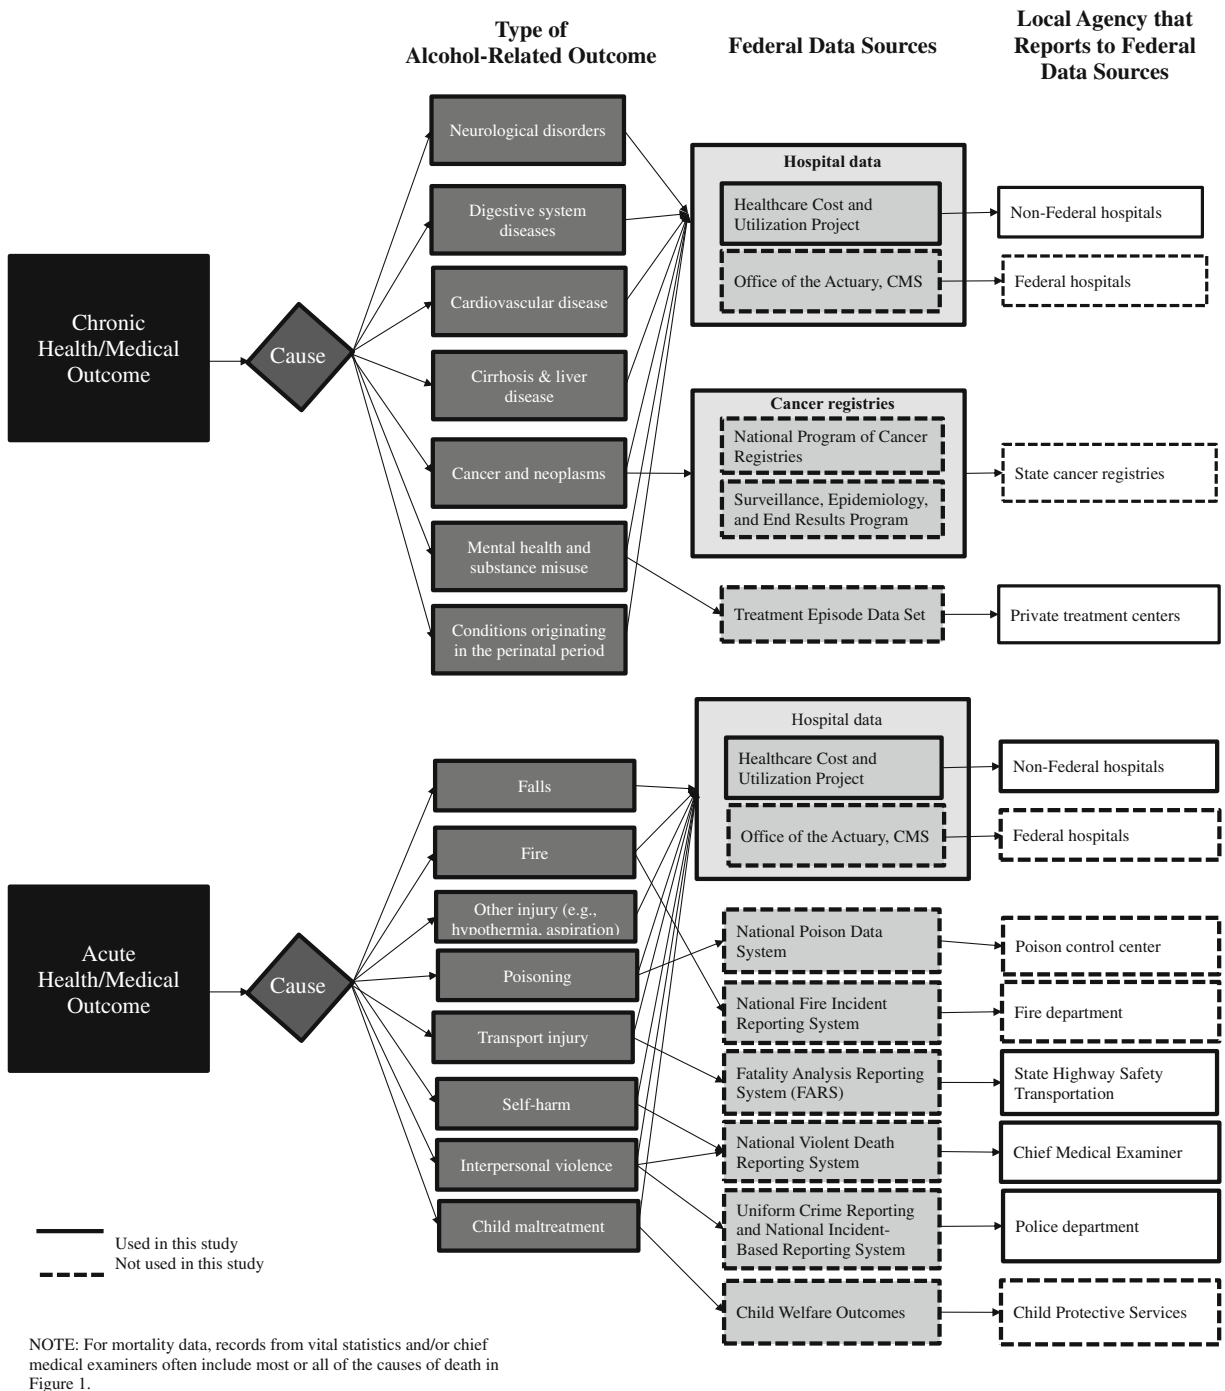 Type of
Alcohol-Related Outcome
Federal Data Sources
Local Agency that
Reports to Federal
Data Sources
Chronic
Health/Medical
Outcome
Cause
Neurological disorders
Digestive system
diseases
Cardiovascular disease
Cirrhosis & liver
disease
Cancer and neoplasms
Mental health and
substance misuse
Conditions originating
in the perinatal period
Hospital data
Healthcare Cost and
Utilization Project
Office of the Actuary, CMS
Non-Federal hospitals
Federal hospitals
Cancer registries
National Program of Cancer
Registries
Surveillance, Epidemiology,
and End Results Program
State cancer registries
Treatment Episode Data Set
Private treatment centers
Acute
Health/Medical
Outcome
Cause
Falls
Fire
Other injury (e.g.,
hypothermia, aspiration)
Poisoning
Transport injury
Self-harm
Interpersonal violence
Child maltreatment
Hospital data
Healthcare Cost and
Utilization Project
Office of the Actuary, CMS
Non-Federal hospitals
Federal hospitals
National Poison Data
System
Poison control center
National Fire Incident
Reporting System
Fire department
Fatality Analysis Reporting
System (FARS)
State Highway Safety
Transportation
National Violent Death
Reporting System
Chief Medical Examiner
Uniform Crime Reporting
and National Incident-
Based Reporting System
Police department
Child Welfare Outcomes
Child Protective Services
Used in this study
Not used in this study
NOTE: For mortality data, records from vital statistics and/or chief
medical examiners often include most or all of the causes of death in
Figure 1.